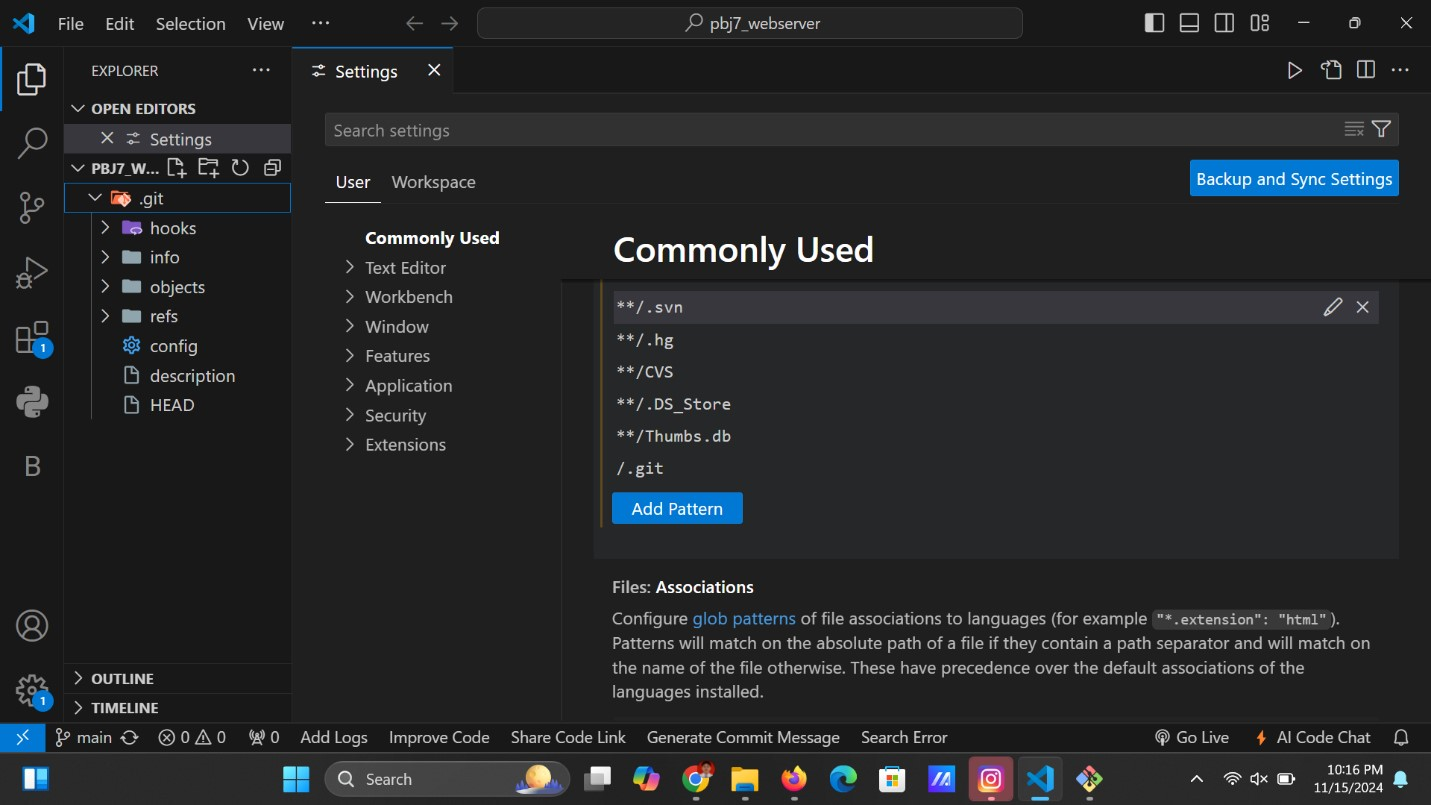 File Edit Selection View ··· pbj7_webserver
EXPLORER ···
OPEN EDITORS
Settings
PBJ7_W...
.git
hooks
info
objects
refs
config
description
HEAD
OUTLINE
TIMELINE
1
B
1
Settings
Search settings
User Workspace
Backup and Sync Settings
Commonly Used
Text Editor
Workbench
Window
Features
Application
Security
Extensions
Commonly Used
**/.svn
**/.hg
**/CVS
**/.DS_Store
**/Thumbs.db
/.git
Add Pattern
Files: Associations
Configure glob patterns of file associations to languages (for example "*.extension": "html").
Patterns will match on the absolute path of a file if they contain a path separator and will match on
the name of the file otherwise. These have precedence over the default associations of the
languages installed.
main 0 0 0 Add Logs Improve Code Share Code Link Generate Commit Message Search Error Go Live AI Code Chat
Search
10:16 PM
11/15/2024